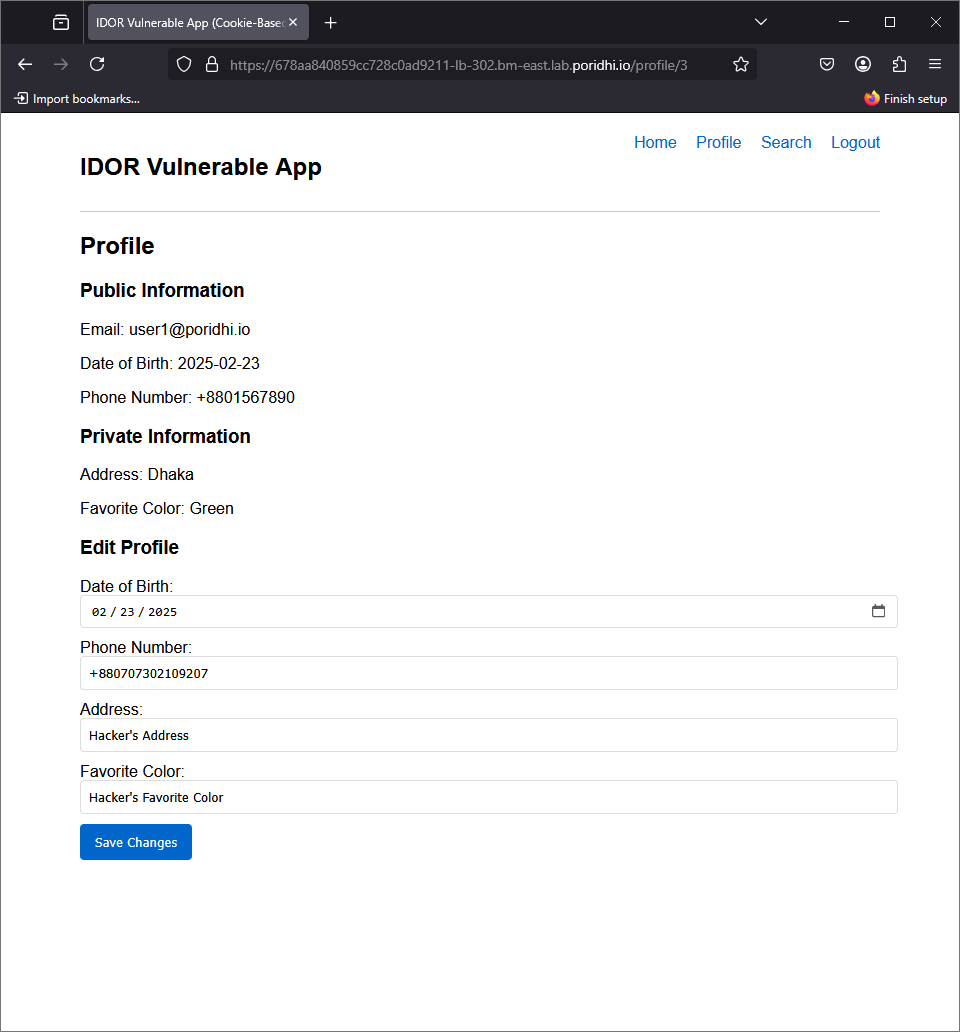 IDOR Vulnerable App (Cookie-Based
https://678aa840859cc728c0ad9211-lb-302.bm-east.lab.poridhi.io/profile/3
Import bookmarks...
Finish setup
Home Profile Search Logout
IDOR Vulnerable App
Profile
Public Information
Email: user1@poridhi.io
Date of Birth: 2025-02-23
Phone Number: +8801567890
Private Information
Address: Dhaka
Favorite Color: Green
Edit Profile
Date of Birth:
02 / 23 / 2025
Phone Number:
+880707302109207
Address:
Hacker's Address
Favorite Color:
Hacker's Favorite Color
Save Changes